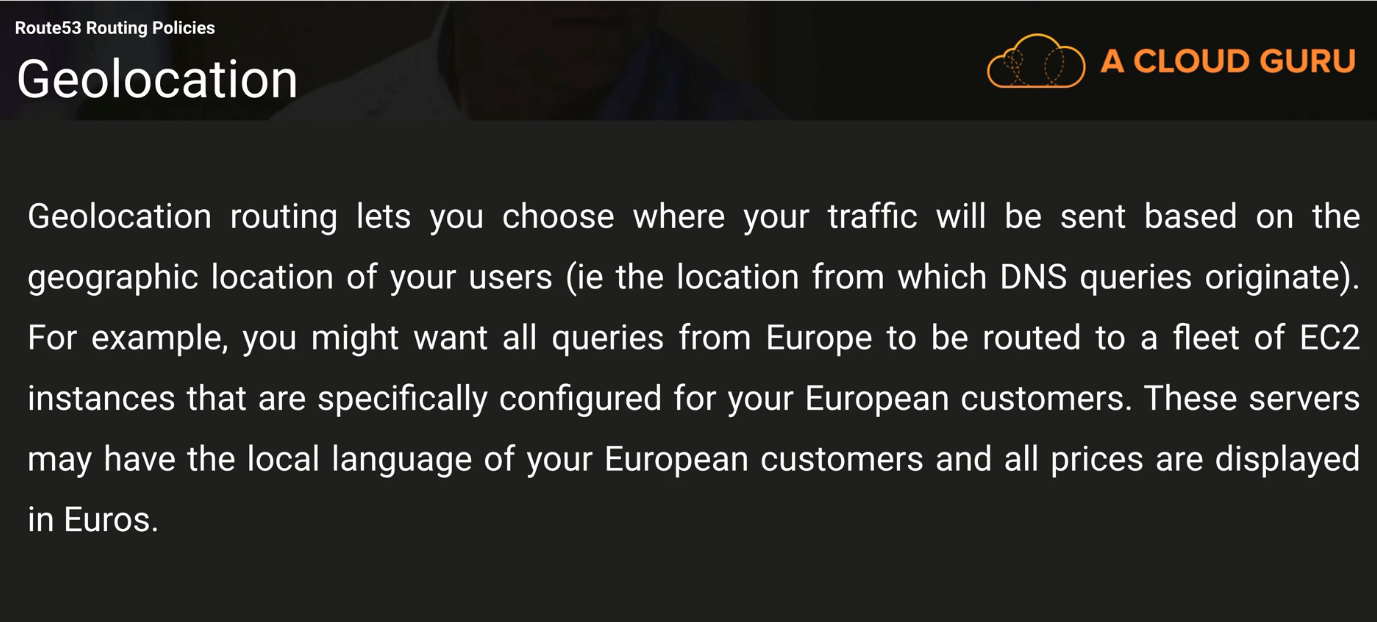 Route53 Routing Policies
Geolocation
A CLOUD GURU
Geolocation routing lets you choose where your traffic will be sent based on the
geographic location of your users (ie the location from which DNS queries originate).
For example, you might want all queries from Europe to be routed to a fleet of EC2
instances that are specifically configured for your European customers. These servers
may have the local language of your European customers and all prices are displayed
in Euros.